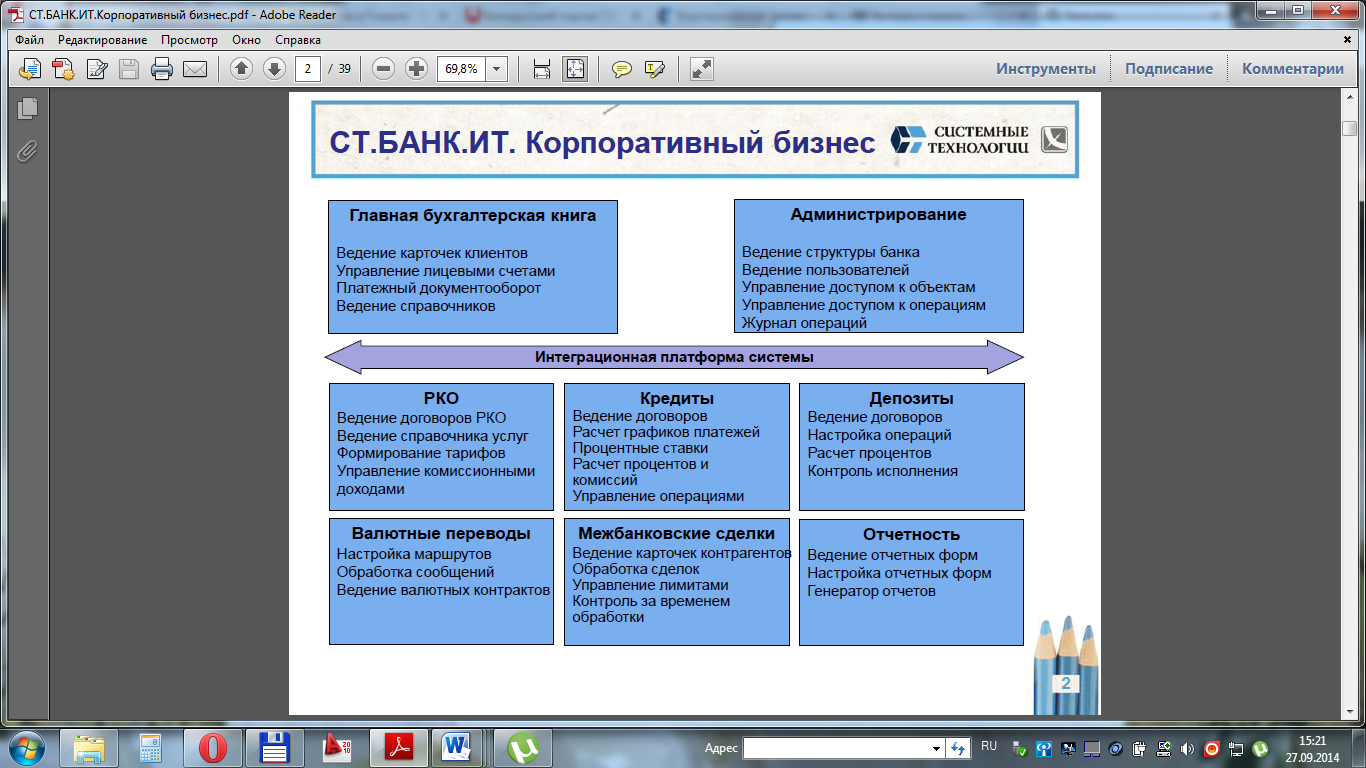 СТ.БАНК.ИТ.Корпоративный бизнес.pdf - Adobe Reader
Файл Редактирование Просмотр Окно Справка
2 / 39 69,8% Инструменты Подписание Комментарии
СТ.БАНК.ИТ. Корпоративный бизнес
СИСТЕМНЫЕ
ТЕХНОЛОГИИ
Главная бухгалтерская книга
Ведение карточек клиентов
Управление лицевыми счетами
Платежный документооборот
Ведение справочников
Администрирование
Ведение структуры банка
Ведение пользователей
Управление доступом к объектам
Управление доступом к операциям
Журнал операций
Интеграционная платформа системы
РКО
Ведение договоров РКО
Ведение справочника услуг
Формирование тарифов
Управление комиссионными
доходами
Кредиты
Ведение договоров
Расчет графиков платежей
Процентные ставки
Расчет процентов и
комиссий
Управление операциями
Депозиты
Ведение договоров
Настройка операций
Расчет процентов
Контроль исполнения
Валютные переводы
Настройка маршрутов
Обработка сообщений
Ведение валютных контрактов
Межбанковские сделки
Ведение карточек контрагентов
Обработка сделок
Управление лимитами
Контроль за временем
обработки
Отчетность
Ведение отчетных форм
Настройка отчетных форм
Генератор отчетов
2
Адрес RU 15:21
27.09.2014